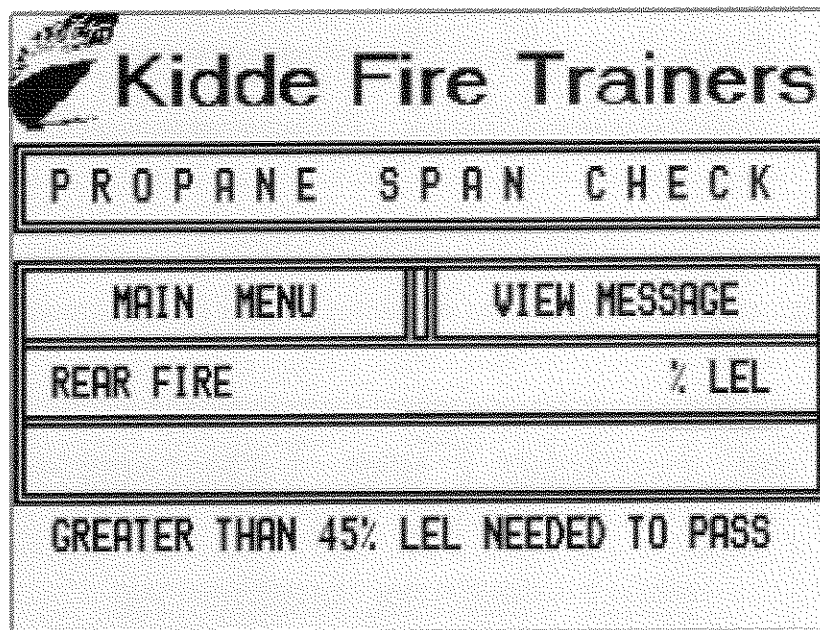 Kidde Fire Trainers
PROPANE SPAN CHECK
MAIN MENU VIEW MESSAGE
REAR FIRE % LEL
GREATER THAN 45% LEL NEEDED TO PASS